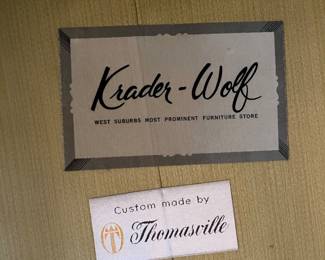 Krader-Wolf
WEST SUBURBS MOST PROMINENT FURNITURE STORE
Custom made by
Thomasville